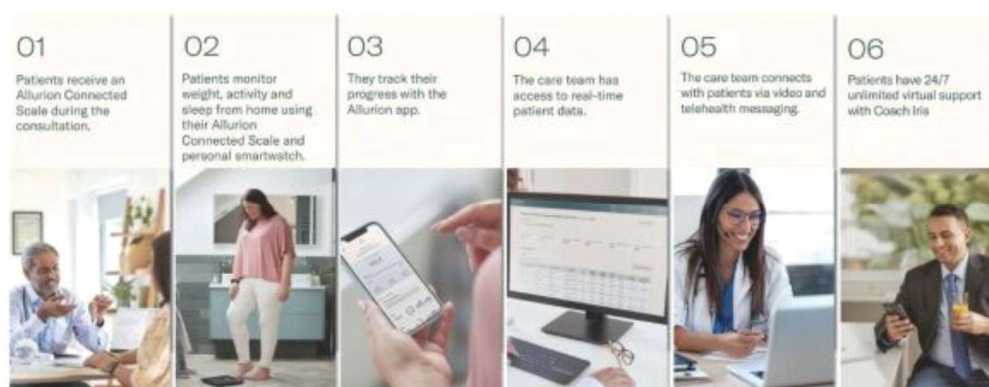 01
Patients receive an
Allurion Connected
Scale during the
consultation.
02
Patients monitor
weight, activity and
sleep from home using
their Allurion
Connected Scale and
personal smartwatch.
03
They track their
progress with the
Allurion app.
04
The care team has
access to real-time
patient data.
05
The care team connects
with patients via video and
telehealth messaging.
06
Patients have 24/7
unlimited virtual support
with Coach Iris